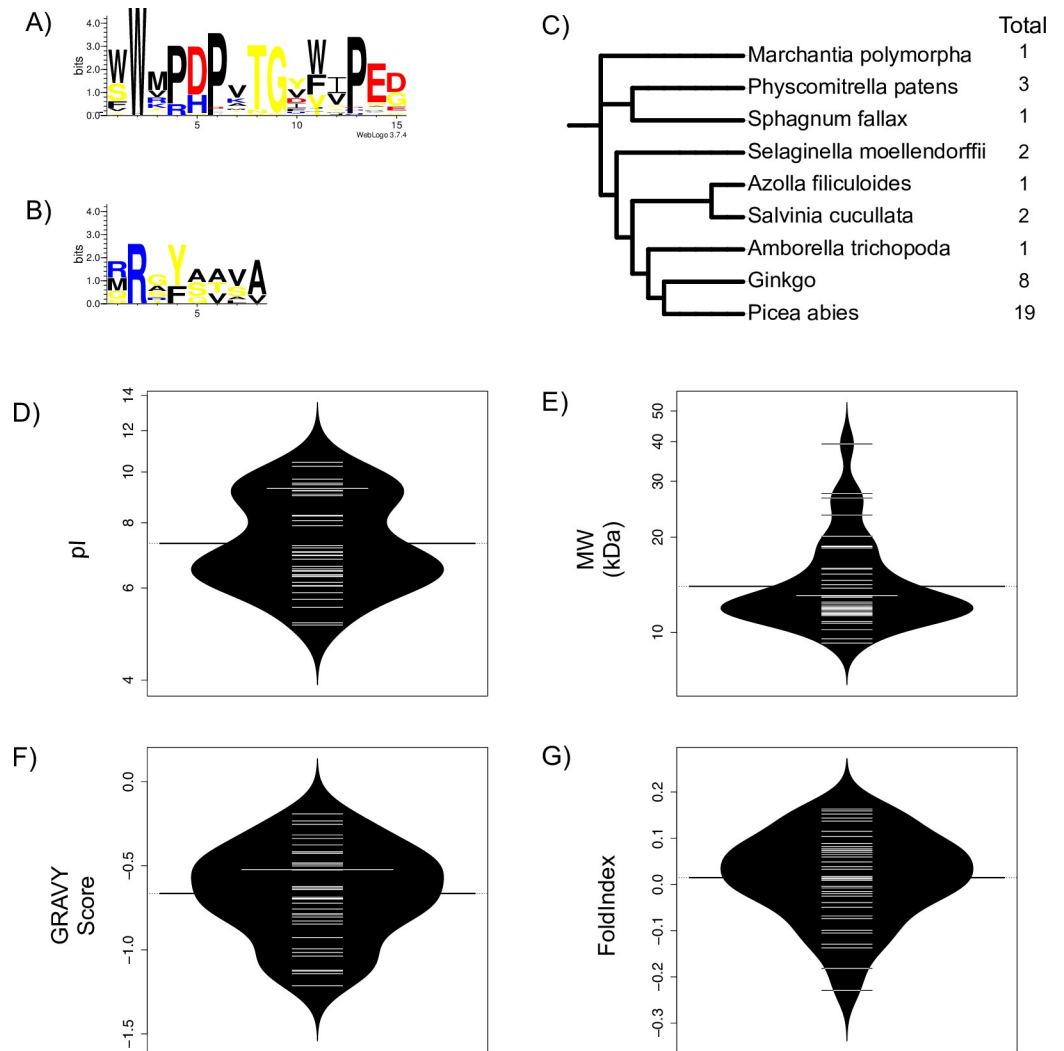 A)
bits
4.0
3.0
2.0
1.0
0.0
5
10
15
WebLogo 3.7.4
B)
bits
4.0
3.0
2.0
1.0
0.0
5
C)
Total
Marchantia polymorpha 1
Physcomitrella patens 3
Sphagnum fallax 1
Selaginella moellendorffii 2
Azolla filiculoides 1
Salvinia cucullata 2
Amborella trichopoda 1
Ginkgo 8
Picea abies 19
D)
pI
14
12
10
8
6
4
E)
MW
(kDa)
50
40
30
20
10
F)
GRAVY
Score
0.0
−0.5
−1.0
−1.5
G)
FoldIndex
0.2
0.1
0.0
−0.1
−0.2
−0.3